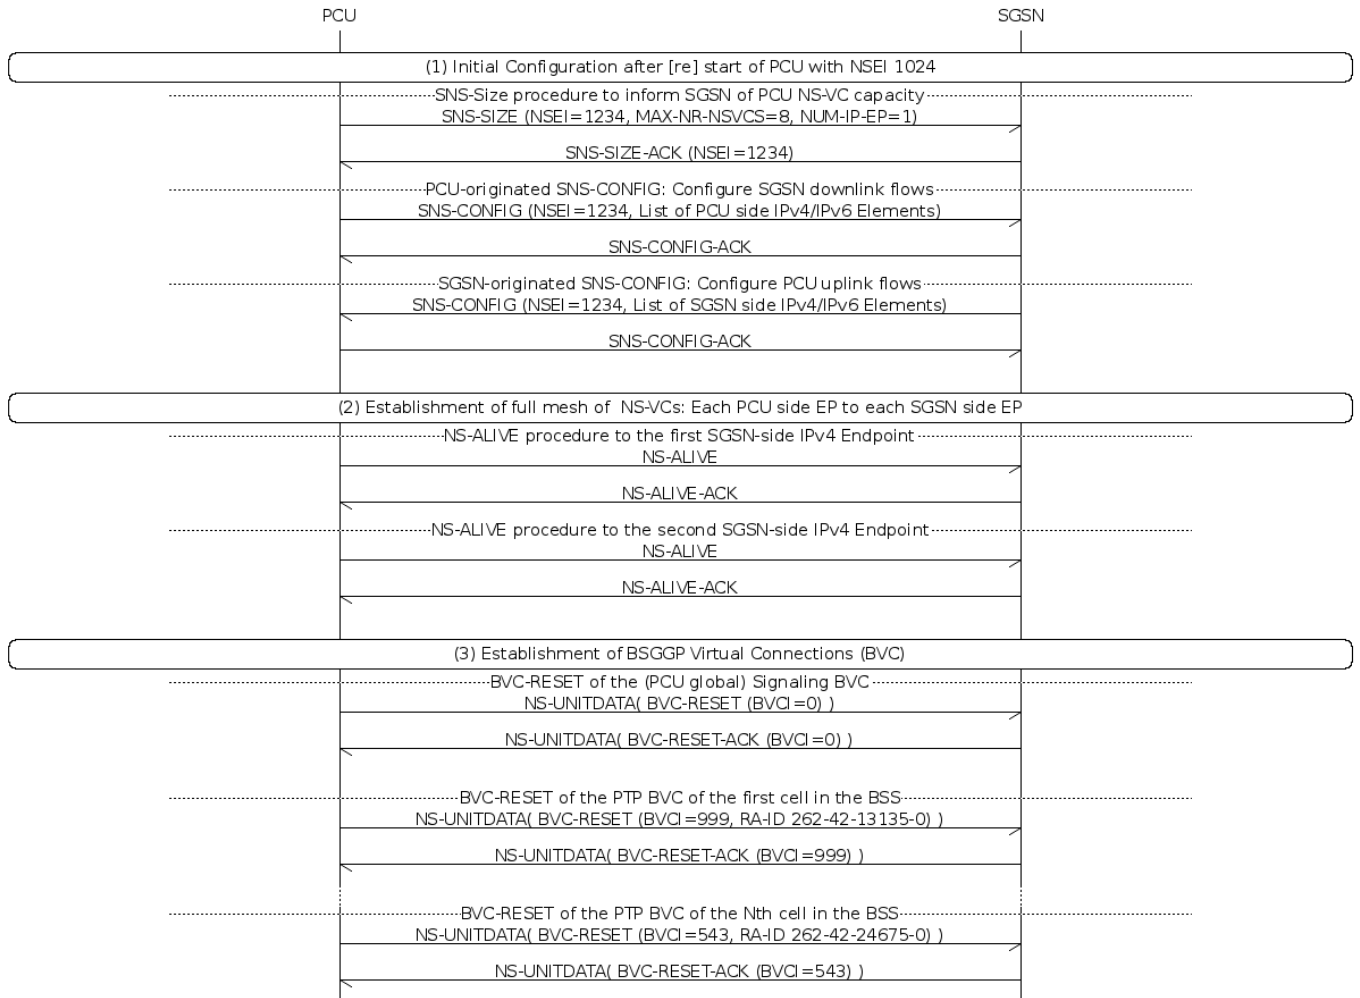 PCU
SGSN
(1) Initial Configuration after [re] start of PCU with NSEI 1024
SNS-Size procedure to inform SGSN of PCU NS-VC capacity
SNS-SIZE (NSEI=1234, MAX-NR-NSVCS=8, NUM-IP-EP=1)
SNS-SIZE-ACK (NSEI=1234)
PCU-originated SNS-CONFIG: Configure SGSN downlink flows
SNS-CONFIG (NSEI=1234, List of PCU side IPv4/IPv6 Elements)
SNS-CONFIG-ACK
SGSN-originated SNS-CONFIG: Configure PCU uplink flows
SNS-CONFIG (NSEI=1234, List of SGSN side IPv4/IPv6 Elements)
SNS-CONFIG-ACK
(2) Establishment of full mesh of NS-VCs: Each PCU side EP to each SGSN side EP
NS-ALIVE procedure to the first SGSN-side IPv4 Endpoint
NS-ALIVE
NS-ALIVE-ACK
NS-ALIVE procedure to the second SGSN-side IPv4 Endpoint
NS-ALIVE
NS-ALIVE-ACK
(3) Establishment of BSGGP Virtual Connections (BVC)
BVC-RESET of the (PCU global) Signaling BVC
NS-UNITDATA( BVC-RESET (BVCI=0) )
NS-UNITDATA( BVC-RESET-ACK (BVCI=0) )
BVC-RESET of the PTP BVC of the first cell in the BSS
NS-UNITDATA( BVC-RESET (BVCI=999, RA-ID 262-42-13135-0) )
NS-UNITDATA( BVC-RESET-ACK (BVCI=999) )
BVC-RESET of the PTP BVC of the Nth cell in the BSS
NS-UNITDATA( BVC-RESET (BVCI=543, RA-ID 262-42-24675-0) )
NS-UNITDATA( BVC-RESET-ACK (BVCI=543) )